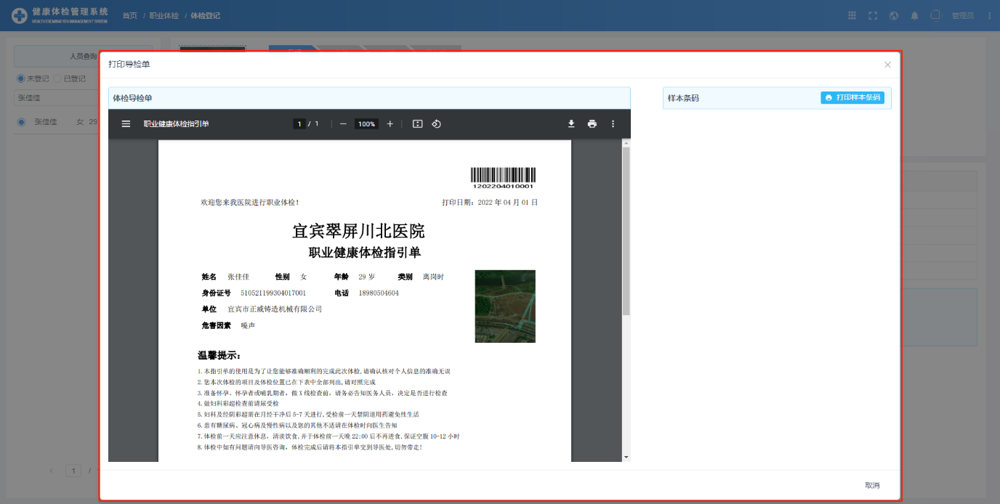 健康体检管理系统
HEALTH EXMINATION MANAGEMENT SYSTEM
首页 / 职业体检 / 体检登记
管理员
人员查询
未登记 已登记
张佳佳
张佳佳 女 29
1 /
打印导检单
体检导检单
样本条码
打印样本条码
职业健康体检指引单
1 / 1
100%
1202204010001
欢迎您来我医院进行职业体检!
打印日期: 2022 年 04 月 01 日
宜宾翠屏川北医院
职业健康体检指引单
姓名 张佳佳 性别 女 年龄 29 岁 类别 离岗时
身份证号 510521199304017001 电话 18980504604
单位 宜宾市正威铸造机械有限公司
危害因素 噪声
温馨提示:
1.本指引单的使用是为了让您能够准确顺利的完成此次体检,请确认核对个人信息的准确无误
2.您本次体检的项目及体检位置已在下表中全部列出,请对照完成
3.准备怀孕、怀孕者或哺乳期者，做 X 线检查前，请务必告知医务人员，决定是否进行检查
4.做妇科彩超检查前请尿受检
5.妇科及经阴彩超需在月经干净后 5-7 天进行,受检前一天禁阴道用药避免性生活
6.患有糖尿病、冠心病及慢性病以及您的其他不适请在体检时向医生告知
7.体检前一天应注意休息，清淡饮食,并于体检前一天晚 22:00 后不再进食,保证空腹 10-12 小时
8.体检中如有问题请向导医咨询，体检完成后请将本指引单交到导医处,切勿带走!
取消